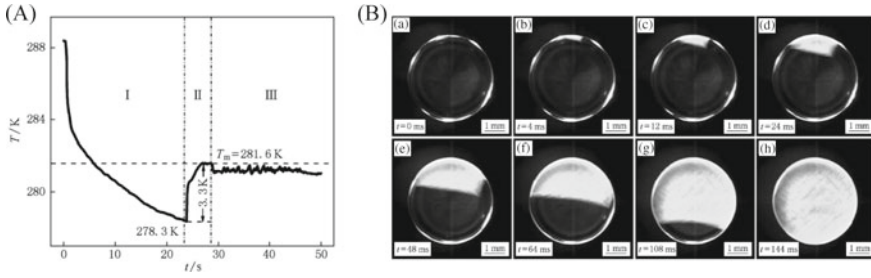 (A)
288
284
280
T/K
I
II
III
Tm=281.6 K
3.3K
278.3 K
0
10
20
30
40
50
t/s
(B)
(a)
t=0 ms
1 mm
(b)
t=4 ms
1 mm
(c)
t=12 ms
1 mm
(d)
t=24 ms
1 mm
(e)
t=48 ms
1 mm
(f)
t=64 ms
1 mm
(g)
t=108 ms
1 mm
(h)
t=144 ms
1 mm